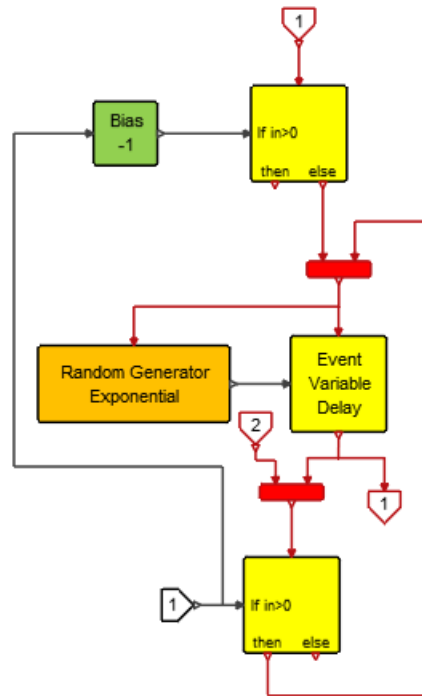 1
Bias
-1
If in>0
then else
Random Generator
Exponential
Event
Variable
Delay
2
1
1
If in>0
then else